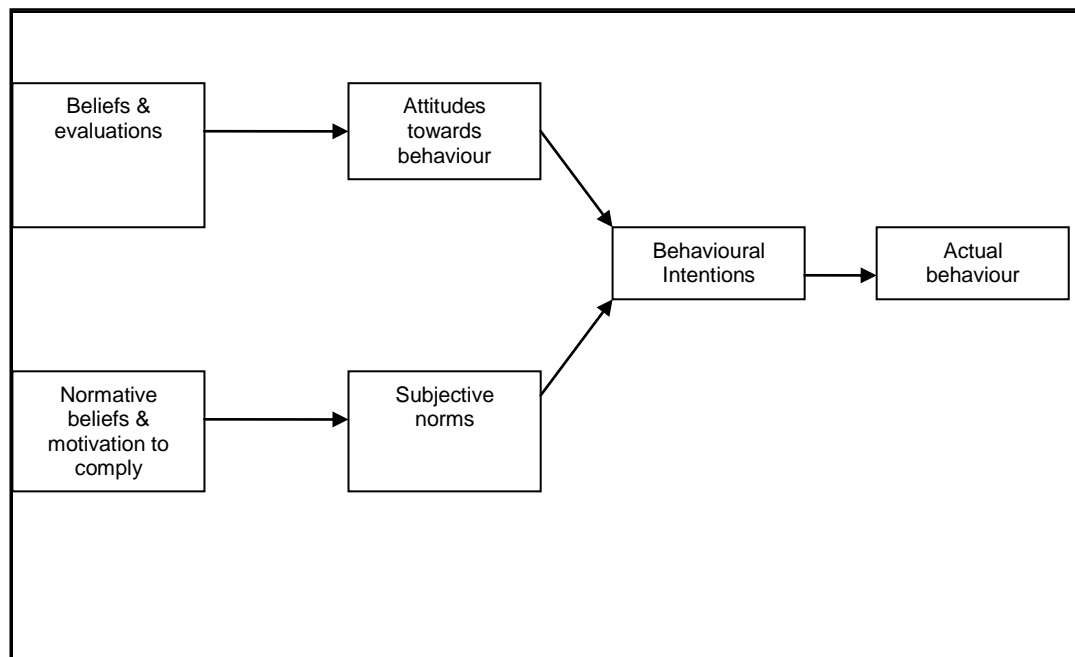 Beliefs &
evaluations
Attitudes
towards
behaviour
Behavioural
Intentions
Actual
behaviour
Normative
beliefs &
motivation to
comply
Subjective
norms